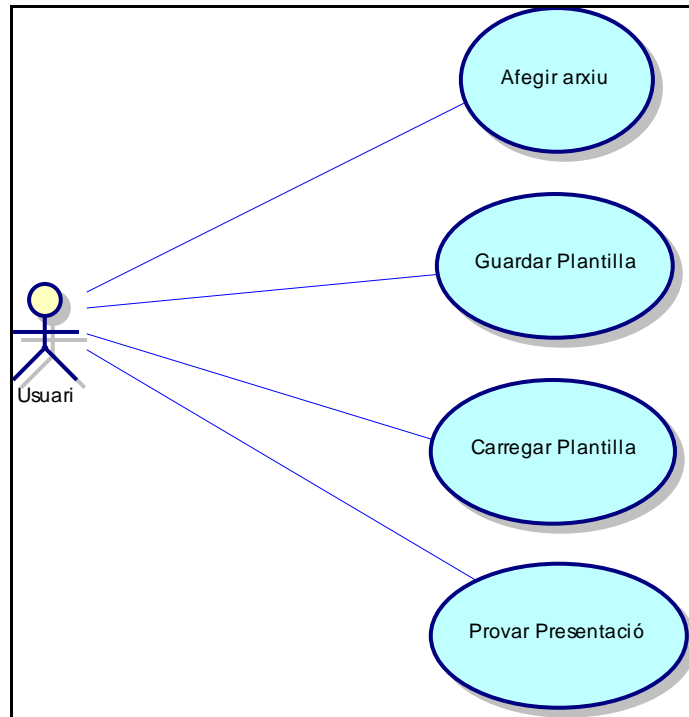 Afegir arxiu
Guardar Plantilla
Usuari
Carregar Plantilla
Provar Presentació